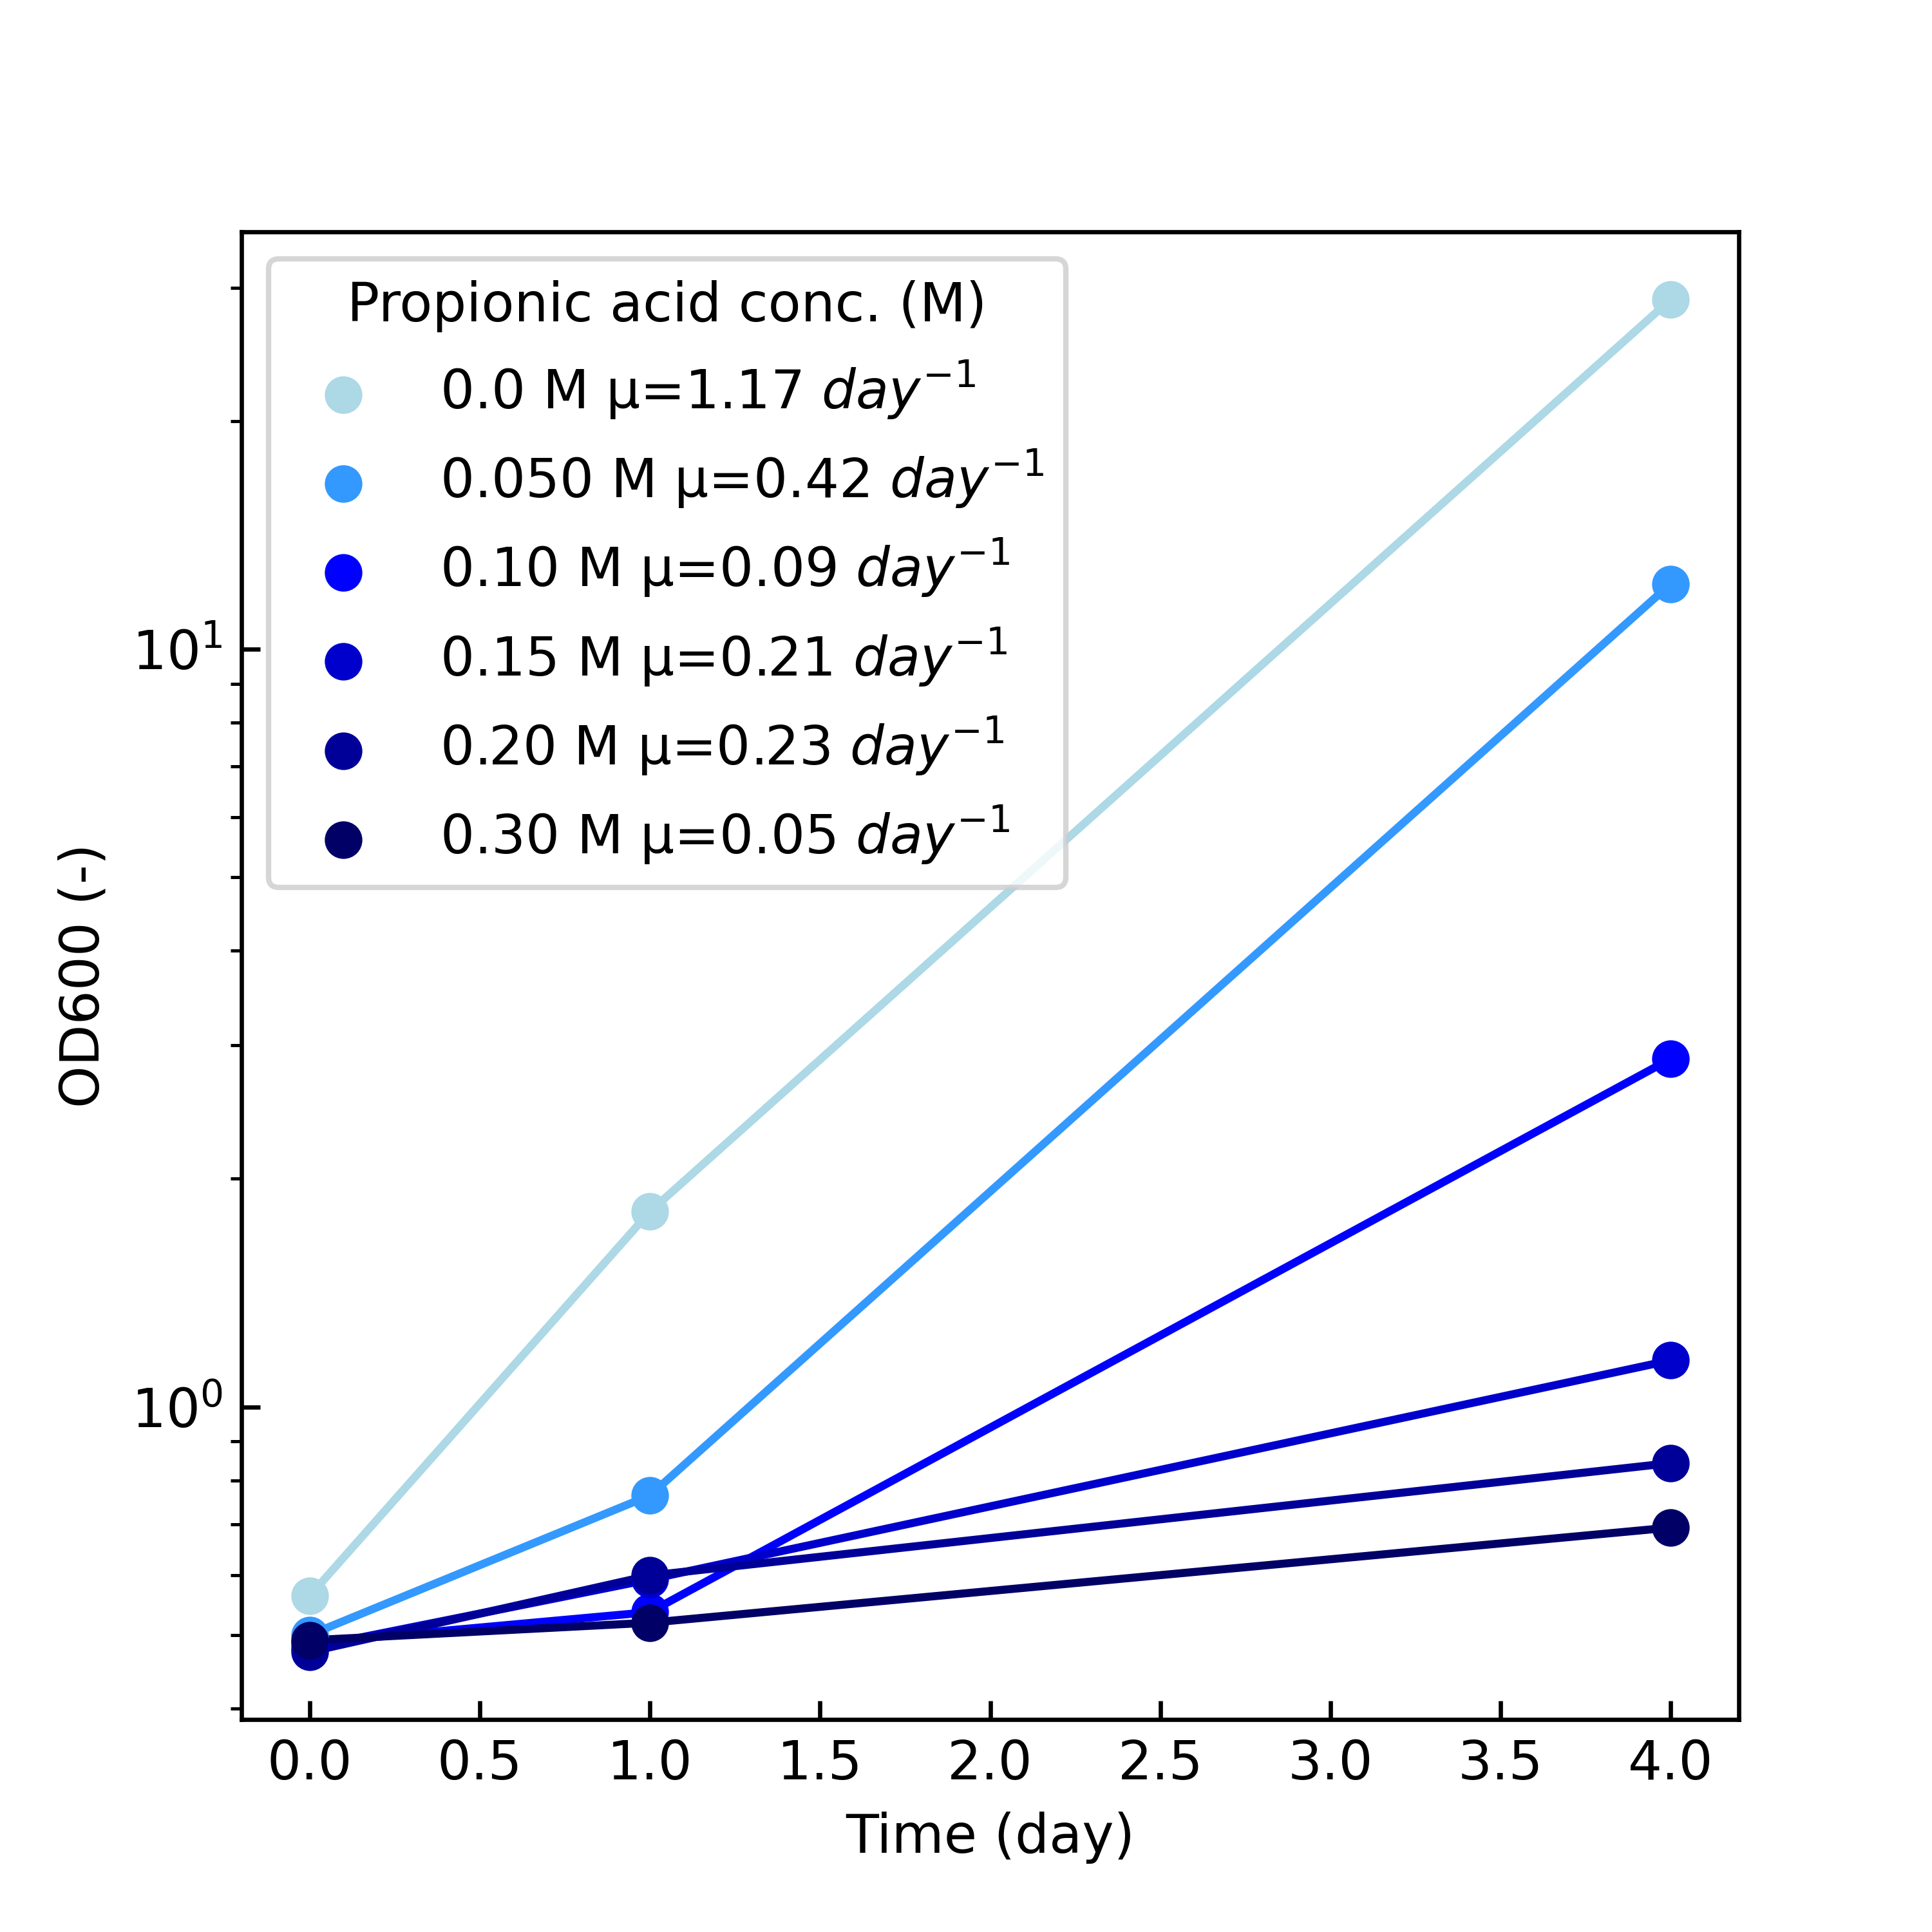 Propionic acid conc. (M)
0.0 M μ=1.17 day⁻¹
0.050 M μ=0.42 day⁻¹
0.10 M μ=0.09 day⁻¹
0.15 M μ=0.21 day⁻¹
0.20 M μ=0.23 day⁻¹
0.30 M μ=0.05 day⁻¹
10¹
10⁰
OD600 (-)
0.0 0.5 1.0 1.5 2.0 2.5 3.0 3.5 4.0
Time (day)